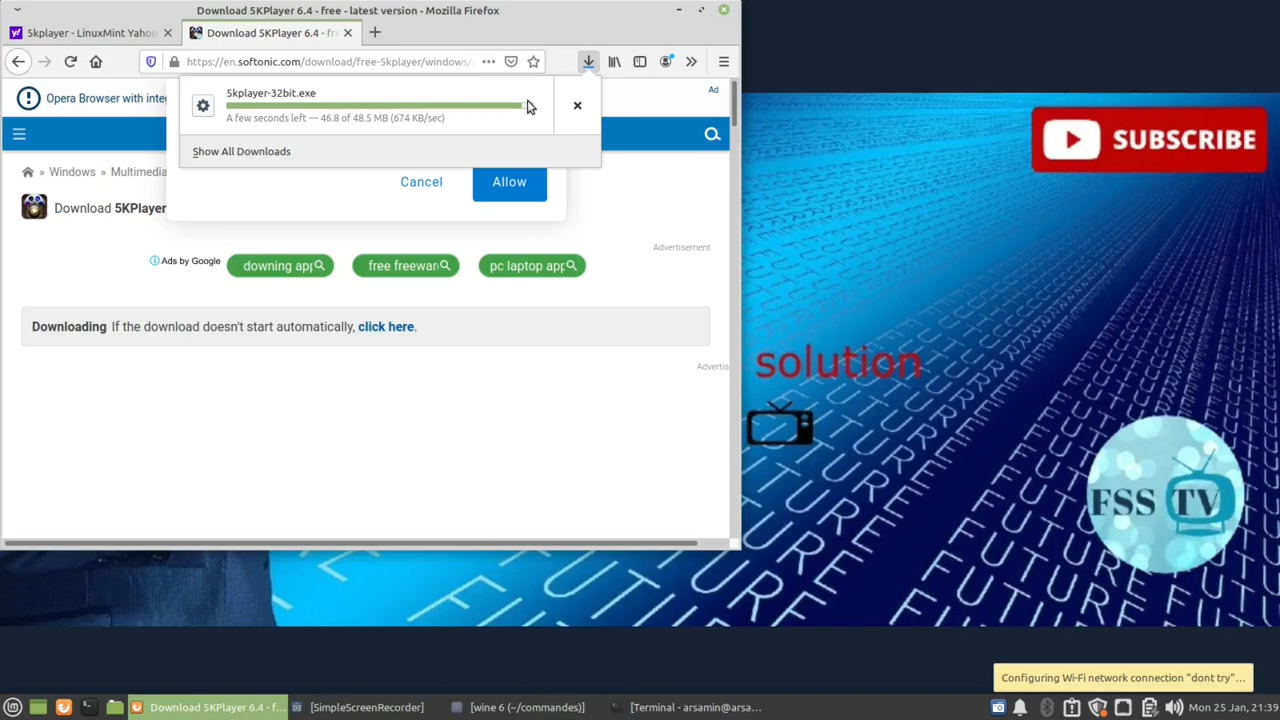 Download 5KPlayer 6.4 - free - latest version - Mozilla Firefox
5kplayer - LinuxMint Yahoo
Download 5KPlayer 6.4 - fr
https://en.softonic.com/download/free-5kplayer/windows/
Opera Browser with inte
Ad
5kplayer-32bit.exe
A few seconds left — 46.8 of 48.5 MB (674 KB/sec)
Show All Downloads
» Windows » Multimedia
Cancel
Allow
Download 5KPlayer
Advertisement
Ads by Google
downing app
free freeware
pc laptop app
Downloading If the download doesn't start automatically, click here.
Advertis
SUBSCRIBE
solution
FSS TV
FUTURE
Configuring Wi-Fi network connection "dont try"...
Download 5KPlayer 6.4 - f...
[SimpleScreenRecorder]
[wine 6 (~/commandes)]
[Terminal - arsamin@arsa...
Mon 25 Jan, 21:39